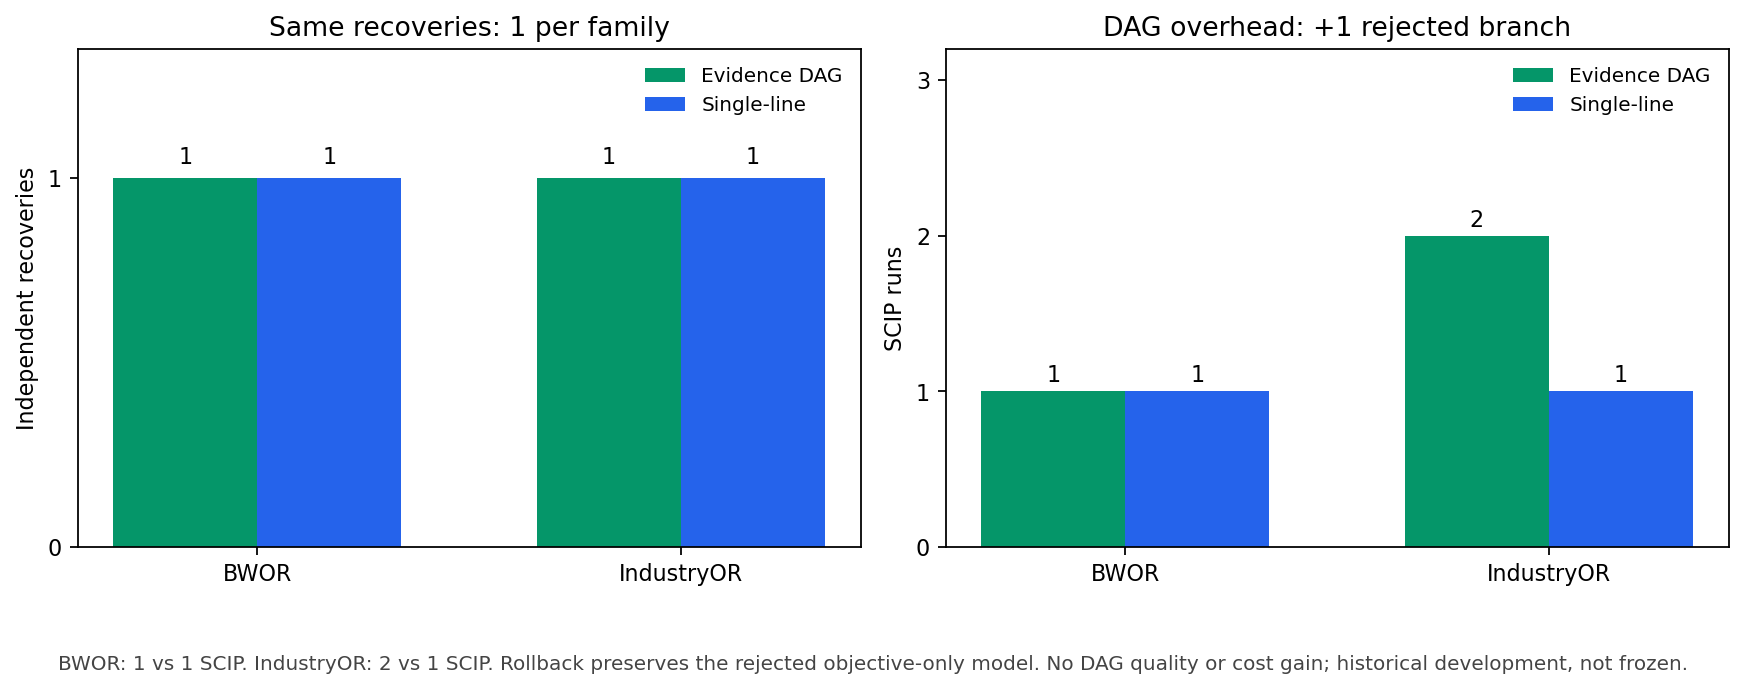 Same recoveries: 1 per family
Evidence DAG
Single-line
Independent recoveries
1
0
1
1
1
1
BWOR
IndustryOR
DAG overhead: +1 rejected branch
Evidence DAG
Single-line
SCIP runs
3
2
1
0
1
1
2
1
BWOR
IndustryOR
BWOR: 1 vs 1 SCIP. IndustryOR: 2 vs 1 SCIP. Rollback preserves the rejected objective-only model. No DAG quality or cost gain; historical development, not frozen.